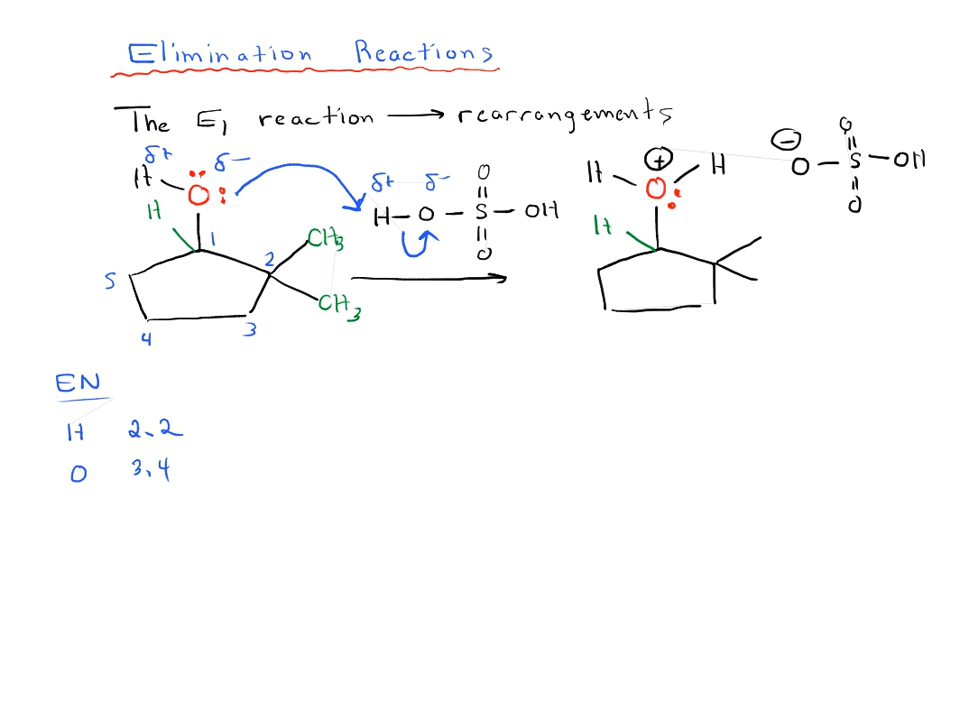 Elimination Reactions
The E1 reaction → rearrangements
δ+ δ-
H O
H
1
2
CH3
CH3
3
4
5
δ+ δ-
O
H - O - S - OH
O
H O H
+
H
-
O
O - S - OH
O
EN
H 2.2
O 3.4